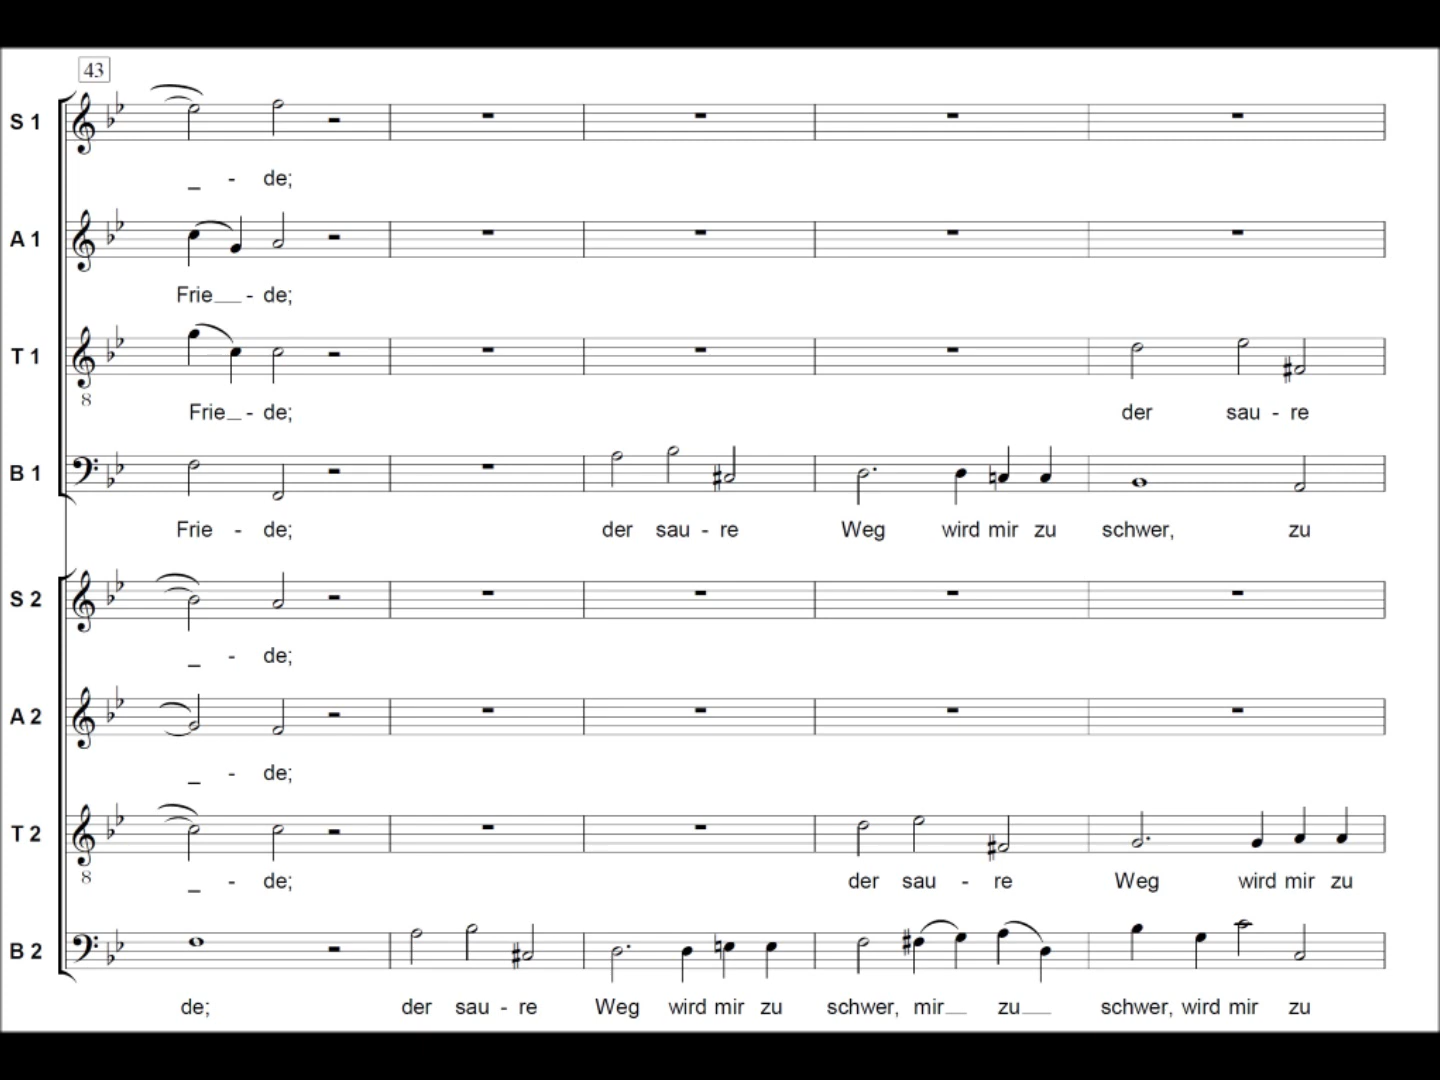 43
S 1
_ - de;
A 1
Frie__ - de;
T 1
8
Frie_ - de; der sau - re
B 1
Frie - de; der sau - re Weg wird mir zu schwer, zu
S 2
_ - de;
A 2
_ - de;
T 2
8
_ - de; der sau - re Weg wird mir zu
B 2
de; der sau - re Weg wird mir zu schwer, mir__ zu__ schwer, wird mir zu